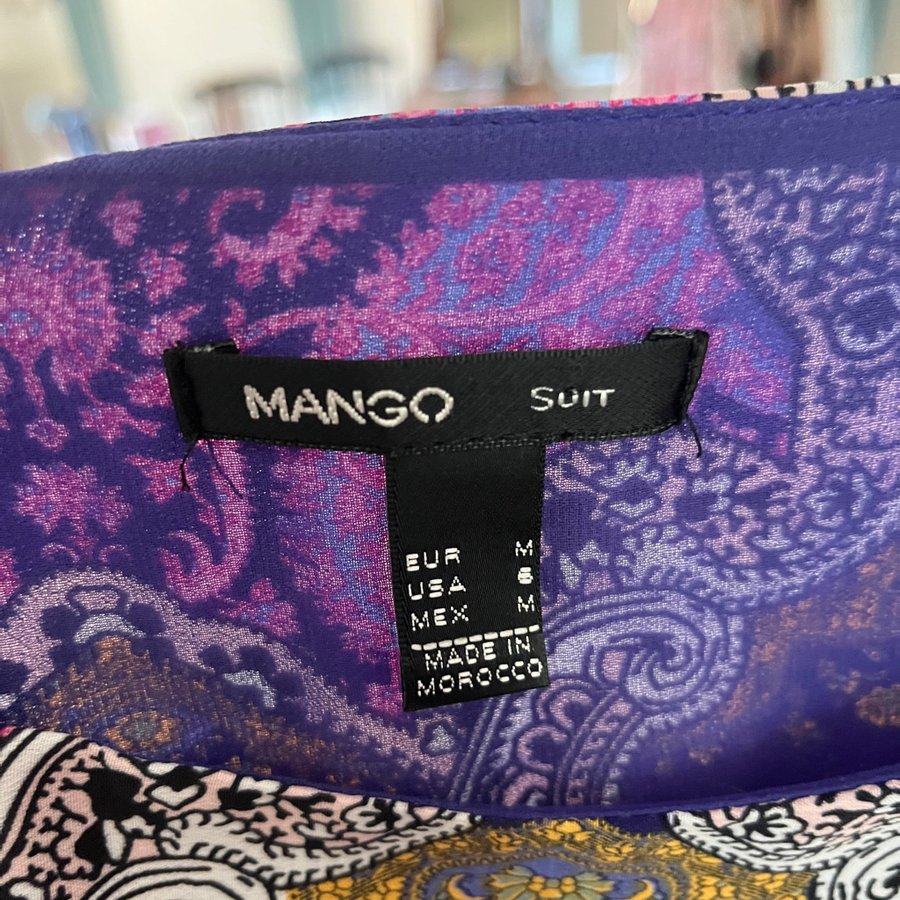 MANGO SUIT
EUR M
USA 6
MEX M
MADE IN
MOROCCO